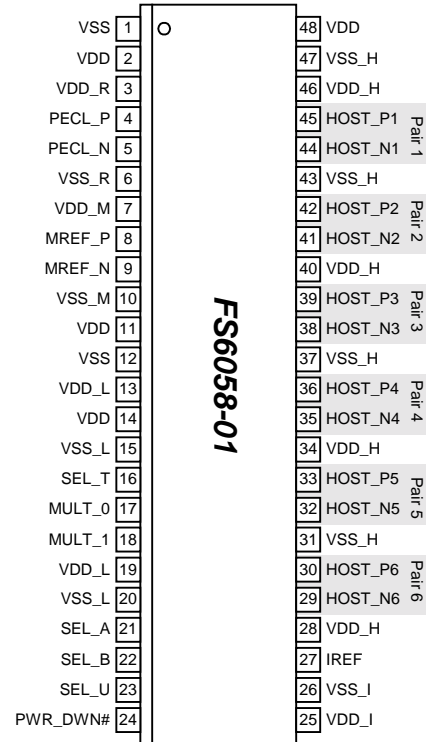 VSS 1 48 VDD
VDD 2 47 VSS_H
VDD_R 3 46 VDD_H
PECL_P 4 45 HOST_P1
PECL_N 5 44 HOST_N1
Pair 1
VSS_R 6 43 VSS_H
VDD_M 7 42 HOST_P2
MREF_P 8 41 HOST_N2
Pair 2
MREF_N 9 40 VDD_H
VSS_M 10 39 HOST_P3
VDD 11 38 HOST_N3
Pair 3
VSS 12 37 VSS_H
VDD_L 13 36 HOST_P4
VDD 14 35 HOST_N4
Pair 4
VSS_L 15 34 VDD_H
SEL_T 16 33 HOST_P5
MULT_0 17 32 HOST_N5
Pair 5
MULT_1 18 31 VSS_H
VDD_L 19 30 HOST_P6
VSS_L 20 29 HOST_N6
Pair 6
SEL_A 21 28 VDD_H
SEL_B 22 27 IREF
SEL_U 23 26 VSS_I
PWR_DWN# 24 25 VDD_I
FS6058-01